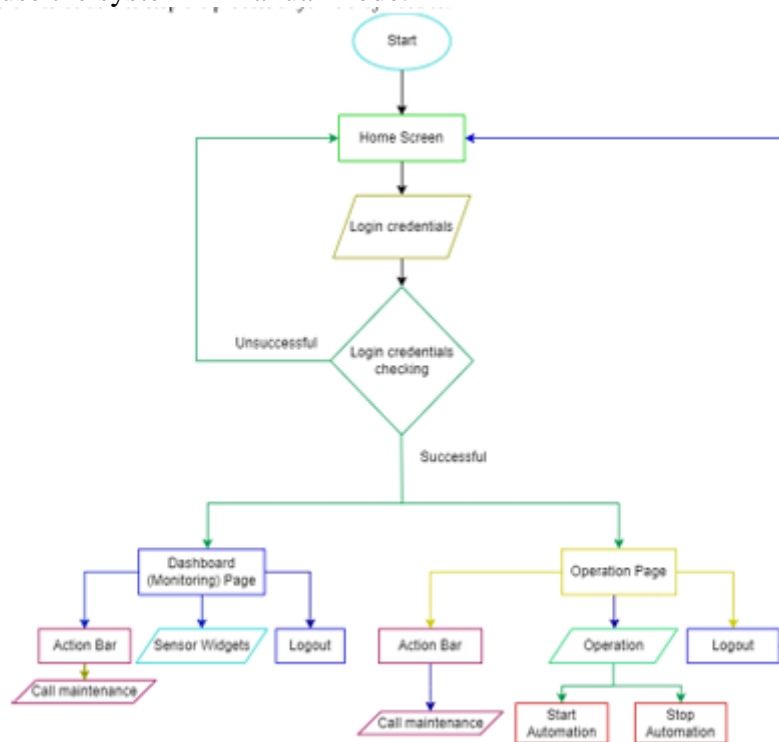 Start
Home Screen
Login credentials
Unsuccessful
Login credentials
checking
Successful
Dashboard
(Monitoring) Page
Operation Page
Action Bar
Sensor Widgets
Logout
Action Bar
Operation
Logout
Call maintenance
Call maintenance
Start
Automation
Stop
Automation